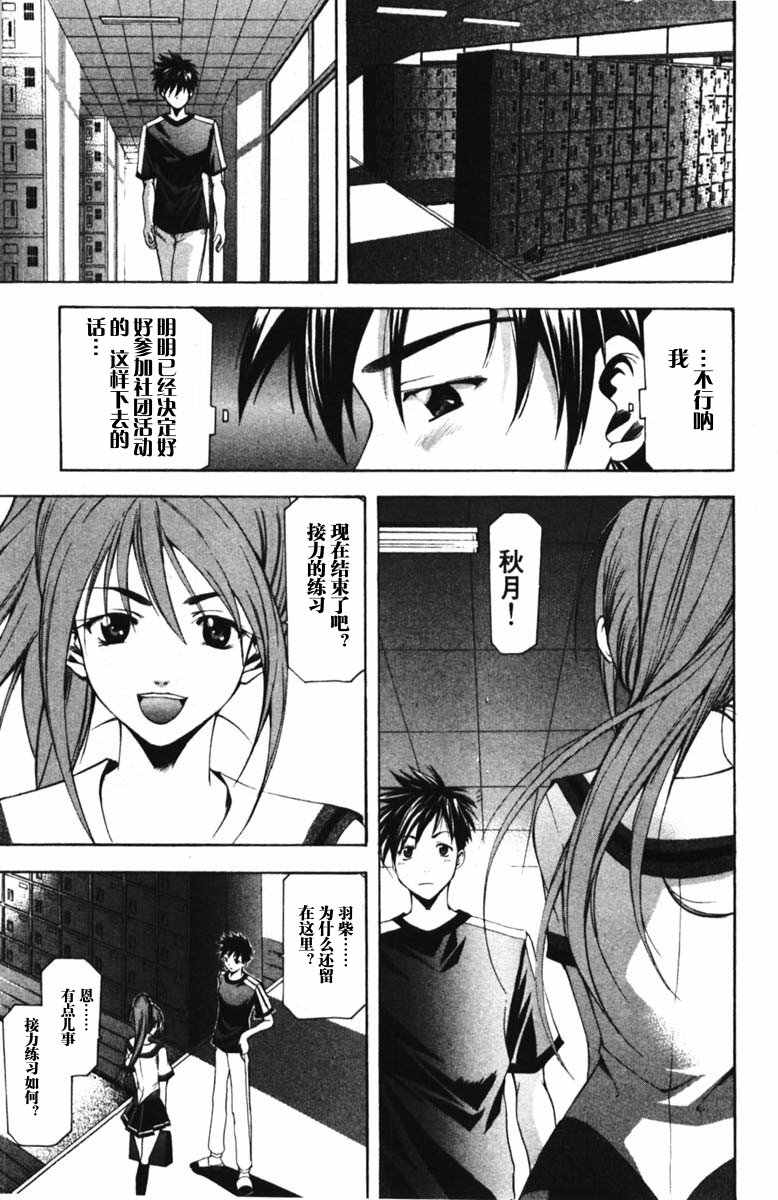 …不行呐
我
明明已经决定好
好参加社团活动
的 这样下去的
话…
秋月！
现在结束了吧？
接力的练习
羽柴……
为什么还留
在这里？
恩……
有点儿事
接力练习如何？